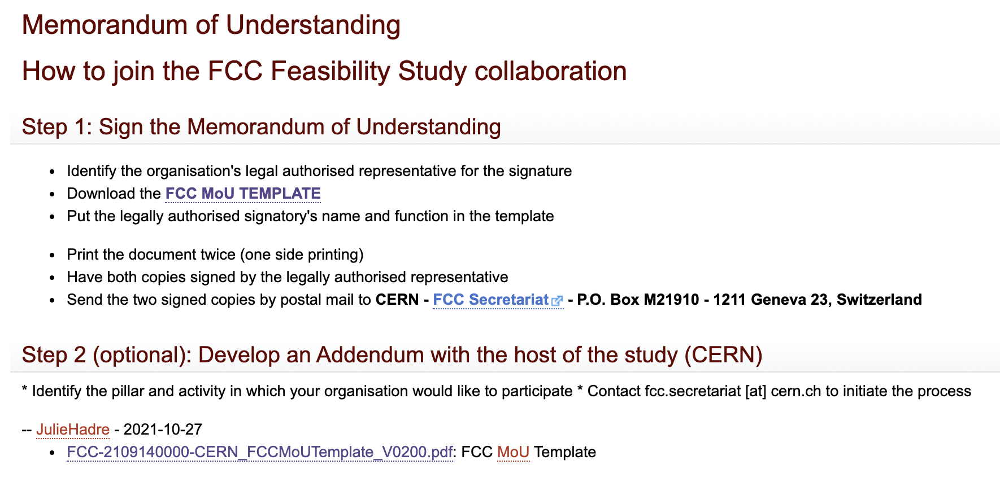 Memorandum of Understanding
How to join the FCC Feasibility Study collaboration
Step 1: Sign the Memorandum of Understanding
• Identify the organisation's legal authorised representative for the signature
• Download the FCC MoU TEMPLATE
• Put the legally authorised signatory's name and function in the template
• Print the document twice (one side printing)
• Have both copies signed by the legally authorised representative
• Send the two signed copies by postal mail to CERN - FCC Secretariat - P.O. Box M21910 - 1211 Geneva 23, Switzerland
Step 2 (optional): Develop an Addendum with the host of the study (CERN)
* Identify the pillar and activity in which your organisation would like to participate * Contact fcc.secretariat [at] cern.ch to initiate the process
-- JulieHadre - 2021-10-27
• FCC-2109140000-CERN_FCCMoUTemplate_V0200.pdf: FCC MoU Template